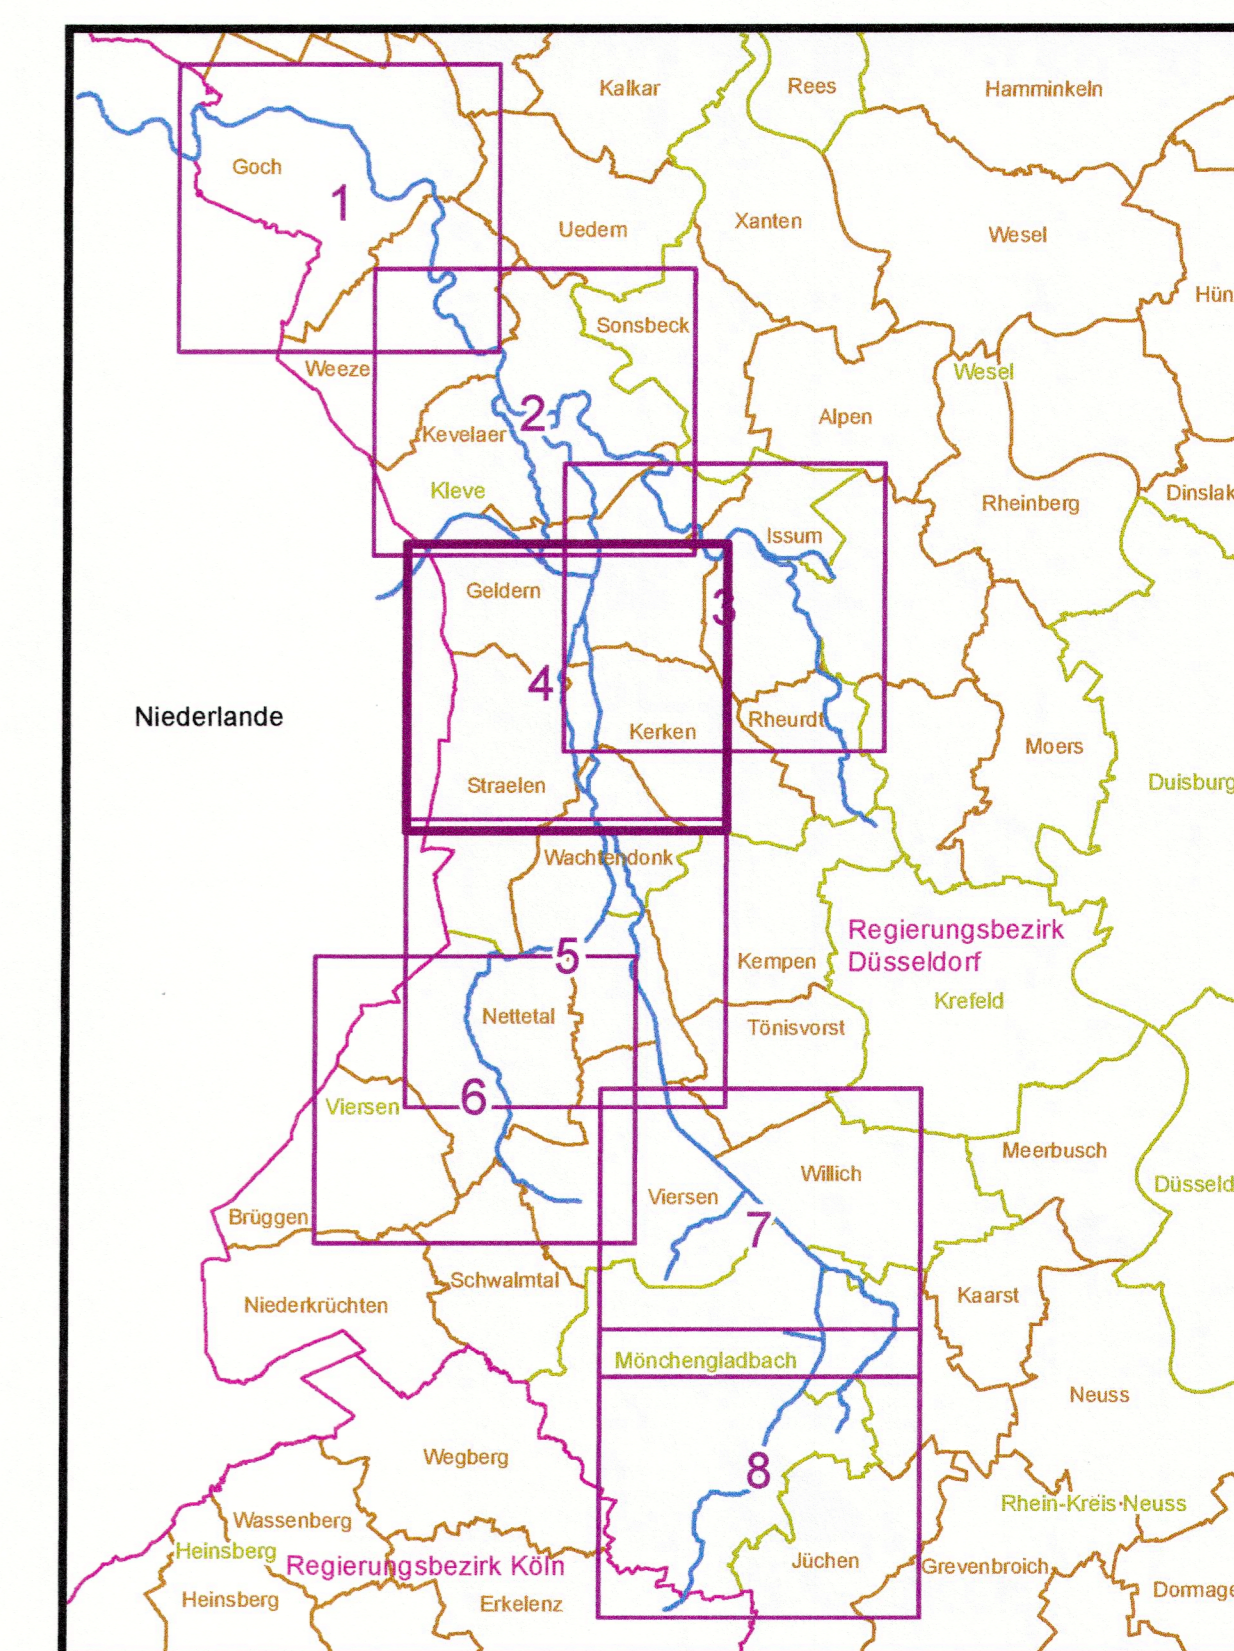 Kalkar
Rees
Hamminkeln
Goch
1
Uedem
Xanten
Wesel
Hün
Sonsbeck
Weeze
Wesel
2
Alpen
Kevelaer
Kleve
Rheinberg
Dinslak
Issum
Geldern
3
4
Niederlande
Kerken
Rheurdt
Moers
Straelen
Duisburg
Wachtendonk
Regierungsbezirk
Düsseldorf
5
Kempen
Krefeld
Nettetal
Tönisvorst
6
Viersen
Meerbusch
Willich
Düsseld
Viersen
Brüggen
7
Schwalmtal
Niederkrüchten
Kaarst
Mönchengladbach
Neuss
Wegberg
8
Rhein-Kreis-Neuss
Wassenberg
Heinsberg
Regierungsbezirk Köln
Jüchen
Grevenbroich
Heinsberg
Erkelenz
Dormage